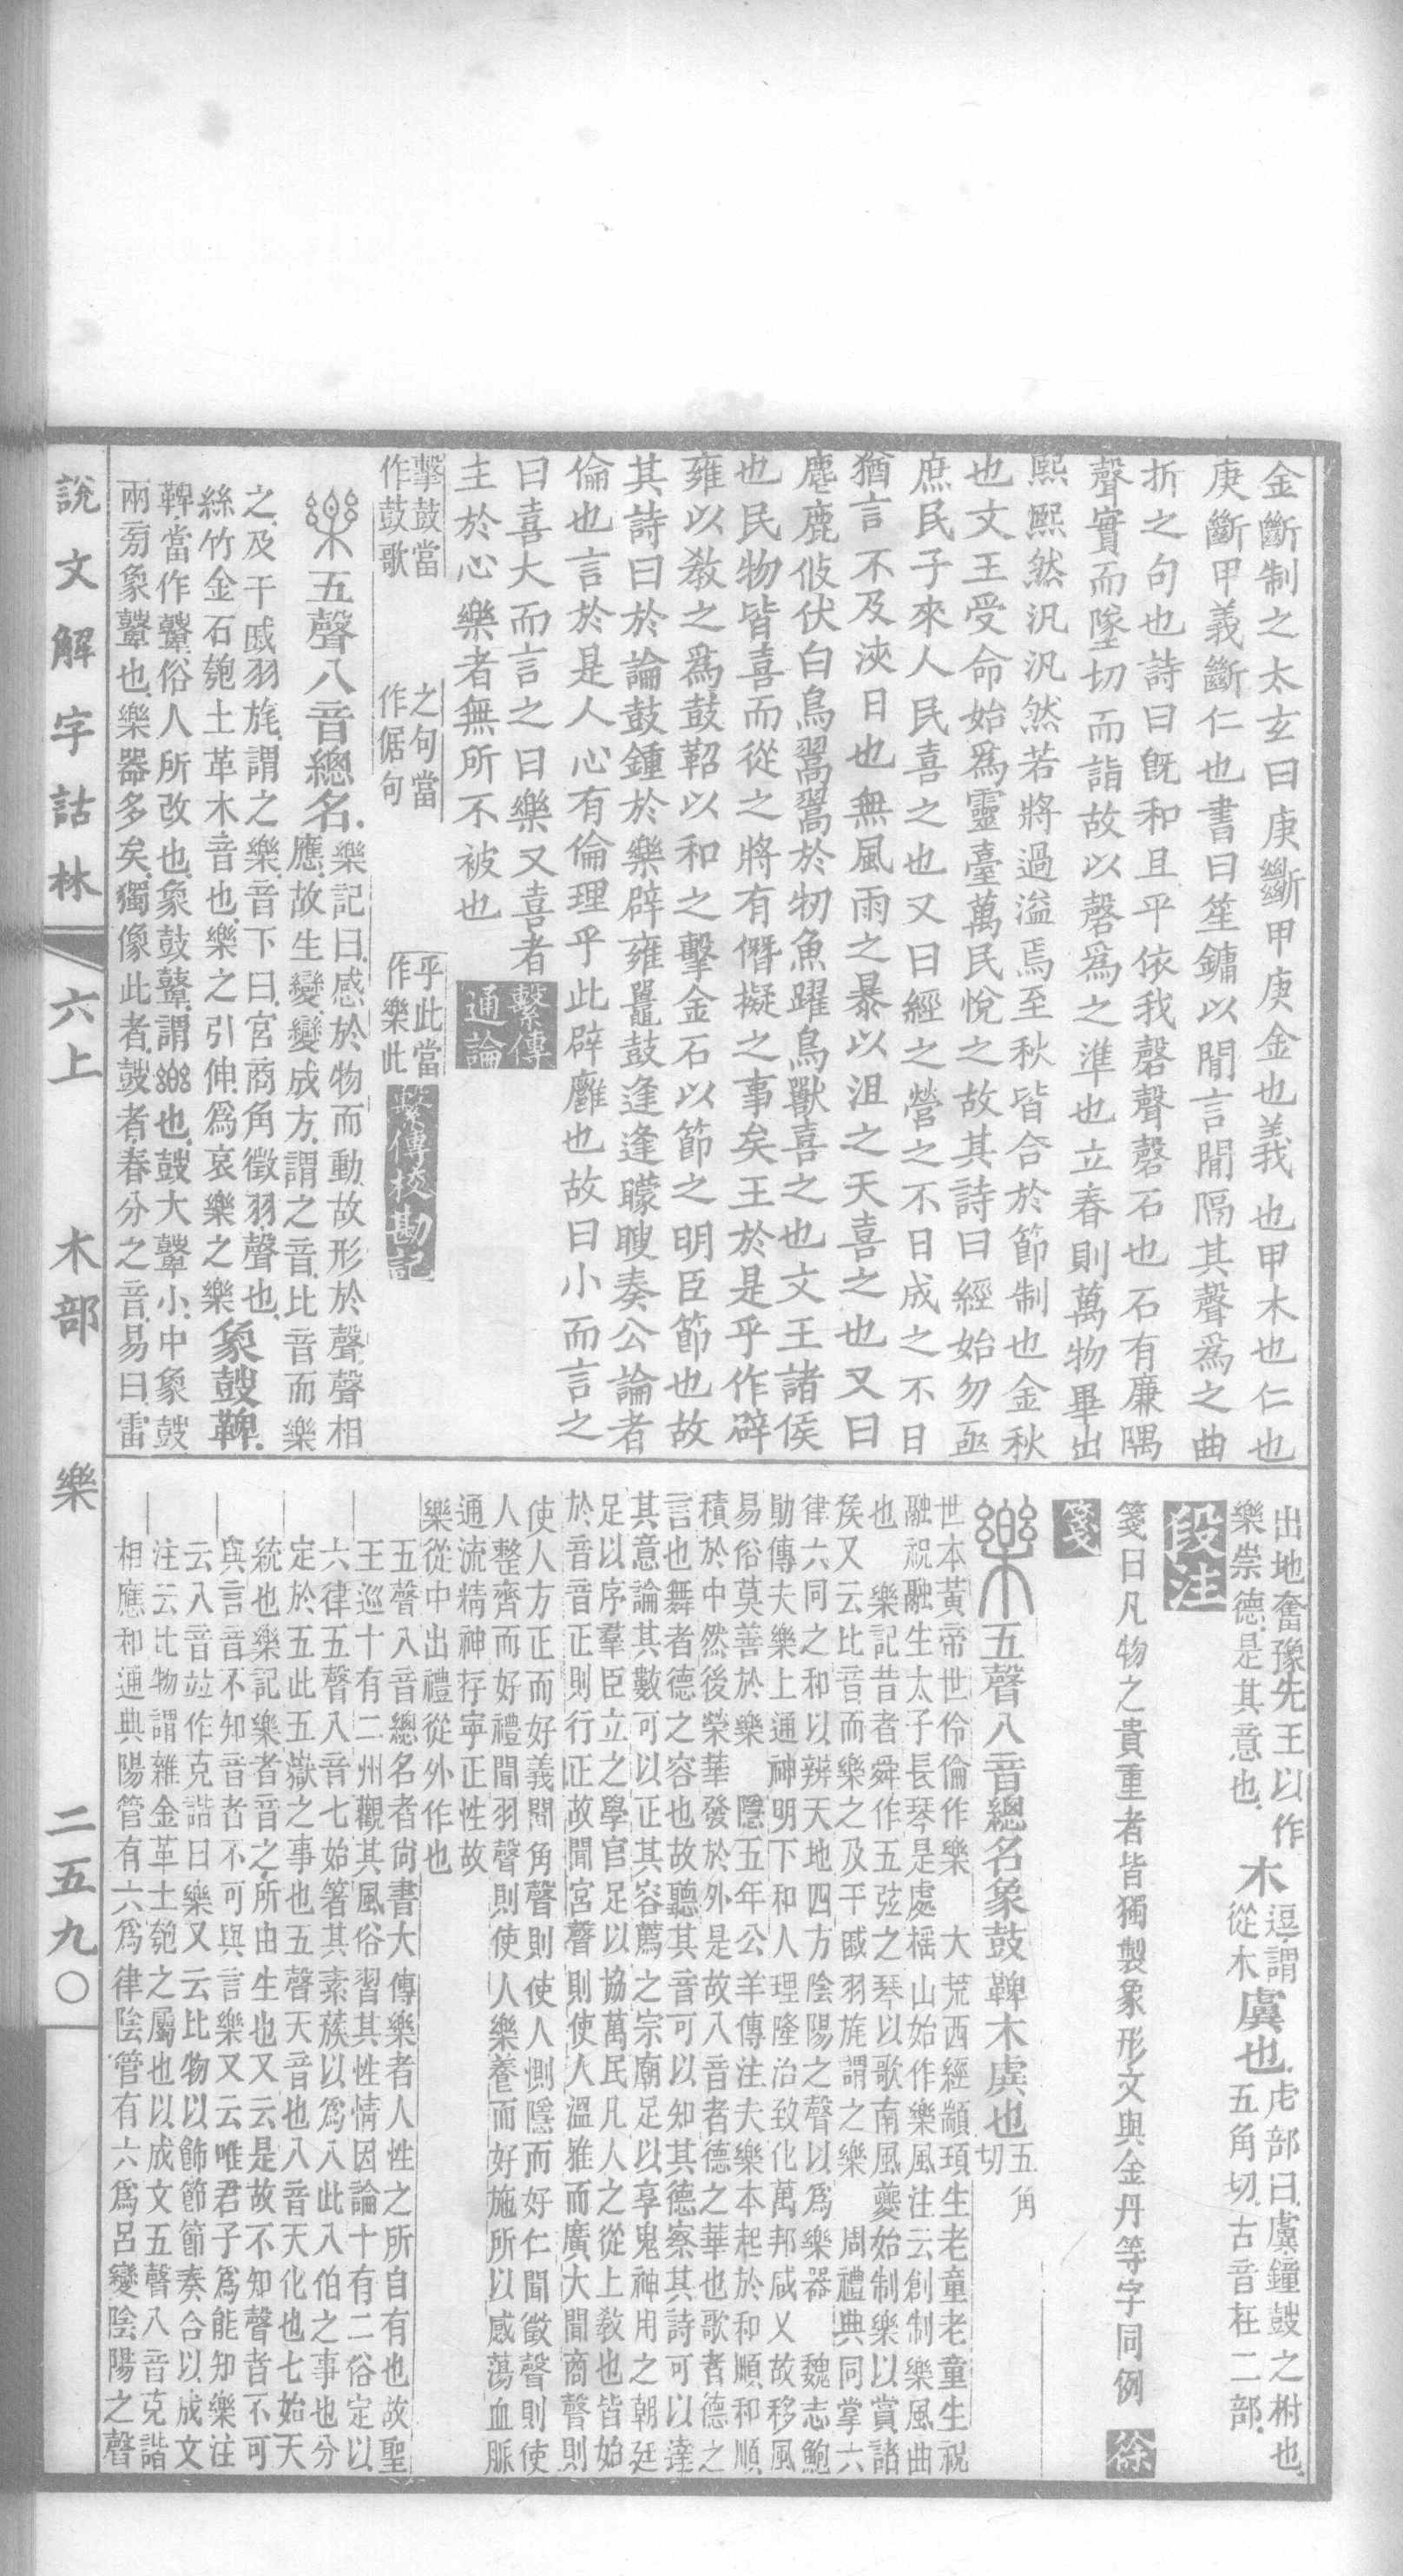 金斷制之太玄曰庚斷甲庚金也義也甲木也仁也
庚斷甲義斷仁也書曰笙鏞以閒言閒隔其聲爲之曲
折之句也詩曰旣和且平依我磬聲磬石也石有廉隅
聲實而墜切而詣故以磬爲之準也立春則萬物畢出
熙熙然汎汎然若將過溢焉至秋皆合於節制也金秋
也文王受命始爲靈臺萬民悅之故其詩曰經始勿亟
庶民子來人民喜之也又曰經之營之不日成之不日
猶言不及浹日也無風雨之暴以沮之天喜之也又曰
麀鹿攸伏白鳥翯翯於牣魚躍鳥獸喜之也文王諸侯
也民物皆喜而從之將有僭擬之事矣王於是乎作辟
雍以教之爲鼓鞀以和之擊金石以節之明臣節也故
其詩曰於論鼓鍾於樂辟雍鼉鼓逢逢矇瞍奏公論者
倫也言於是人心有倫理乎此辟廱也故曰小而言之
曰喜大而言之曰樂又喜者
主於心樂者無所不被也
繫傳
通論
擊鼓當
作鼓歌
之句當
作倨句
乎此當
作樂此
繫傳校勘記
樂五聲八音總名
樂記曰感於物而動故形於聲聲相
應故生變變成方謂之音比音而樂
之及干戚羽旄謂之樂音下曰宮商角徵羽聲也
絲竹金石匏土革木音也樂之引伸爲哀樂之樂
象鼓鞞
鞞當作鼙俗人所改也象鼓鼙謂𢆶也鼓大鼙小中象鼓
兩旁象鼙也樂器多矣獨像此者鼓者春分之音易曰雷
出地奮豫先王以作
樂崇德是其意也
木
逗謂
從木
虡也
虍部曰虡鐘鼓之柎也
五角切古音在二部
段注
箋曰凡物之貴重者皆獨製象形文與金丹等字同例
徐
箋
樂五聲八音總名象鼓鞞木虡也
五角
切
世本黃帝世伶倫作樂 大荒西經顓頊生老童老童生祝
融祝融生太子長琴是處榣山始作樂風注云創制樂風曲
也 樂記昔者舜作五弦之琴以歌南風夔始制樂以賞諸
矦又云比音而樂之及干戚羽旄謂之樂 周禮典同掌六
律六同之和以辨天地四方陰陽之聲以爲樂器 魏志鮑
勛傳夫樂上通神明下和人理隆治致化萬邦咸乂故移風
易俗莫善於樂 隱五年公羊傳注夫樂本起於和順和順
積於中然後榮華發於外是故八音者德之華也歌者德之
言也舞者德之容也故聽其音可以知其德察其詩可以達
其意論其數可以正其容薦之宗廟足以享鬼神用之朝廷
足以序羣臣立之學官足以協萬民凡人之從上教也皆始
於音音正則行正故聞宮聲則使人溫雅而廣大聞商聲則
使人方正而好義聞角聲則使人惻隱而好仁聞徵聲則使
人整齊而好禮聞羽聲則使人樂養而好施所以感蕩血脈
通流精神存寧正性故
樂從中出禮從外作也
五聲八音總名者尙書大傳樂者人性之所自有也故聖
王巡十有二州觀其風俗習其性情因論十有二俗定以
六律五聲八音七始箸其素蔟以爲八此八伯之事也分
定於五此五嶽之事也五聲天音也八音天化也七始天
統也樂記樂者音之所由生也又云是故不知聲者不可
與言音不知音者不可與言樂又云唯君子爲能知樂注
云八音竝作克諧曰樂又云比物以飾節節奏合以成文
注云比物謂雜金革土匏之屬也以成文五聲八音克諧
相應和通典陽管有六爲律陰管有六爲呂變陰陽之聲
說文解字詁林
六上
木部
樂
二五九〇